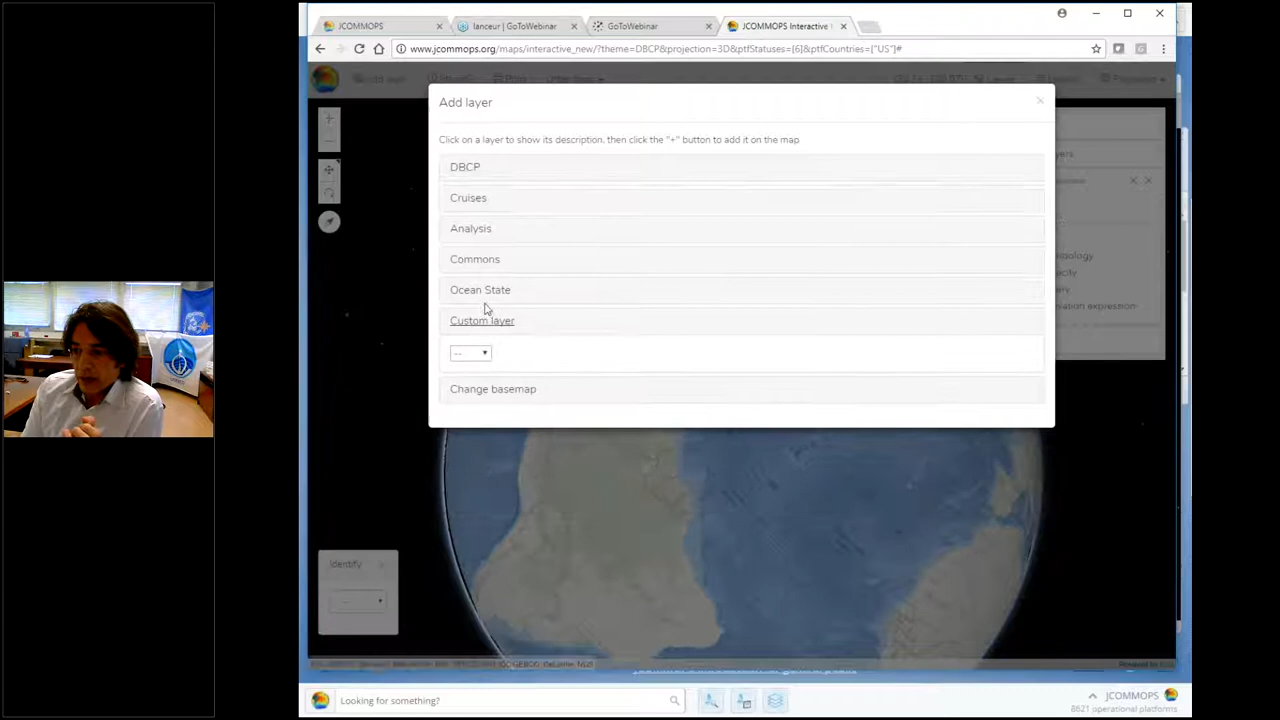 JCOMMOPS
lanceur | GoToWebinar
GoToWebinar
JCOMMOPS Interactive
www.jcommops.org/maps/interactive_new/?theme=DBCP&projection=3D&ptfStatuses=[6]&ptfCountries=["US"]#
Add layer
Click on a layer to show its description, then click the "+" button to add it on the map
DBCP
Cruises
Analysis
Commons
Ocean State
Custom layer
--
Change basemap
Identify
Looking for something?
JCOMMOPS
8621 operational platforms